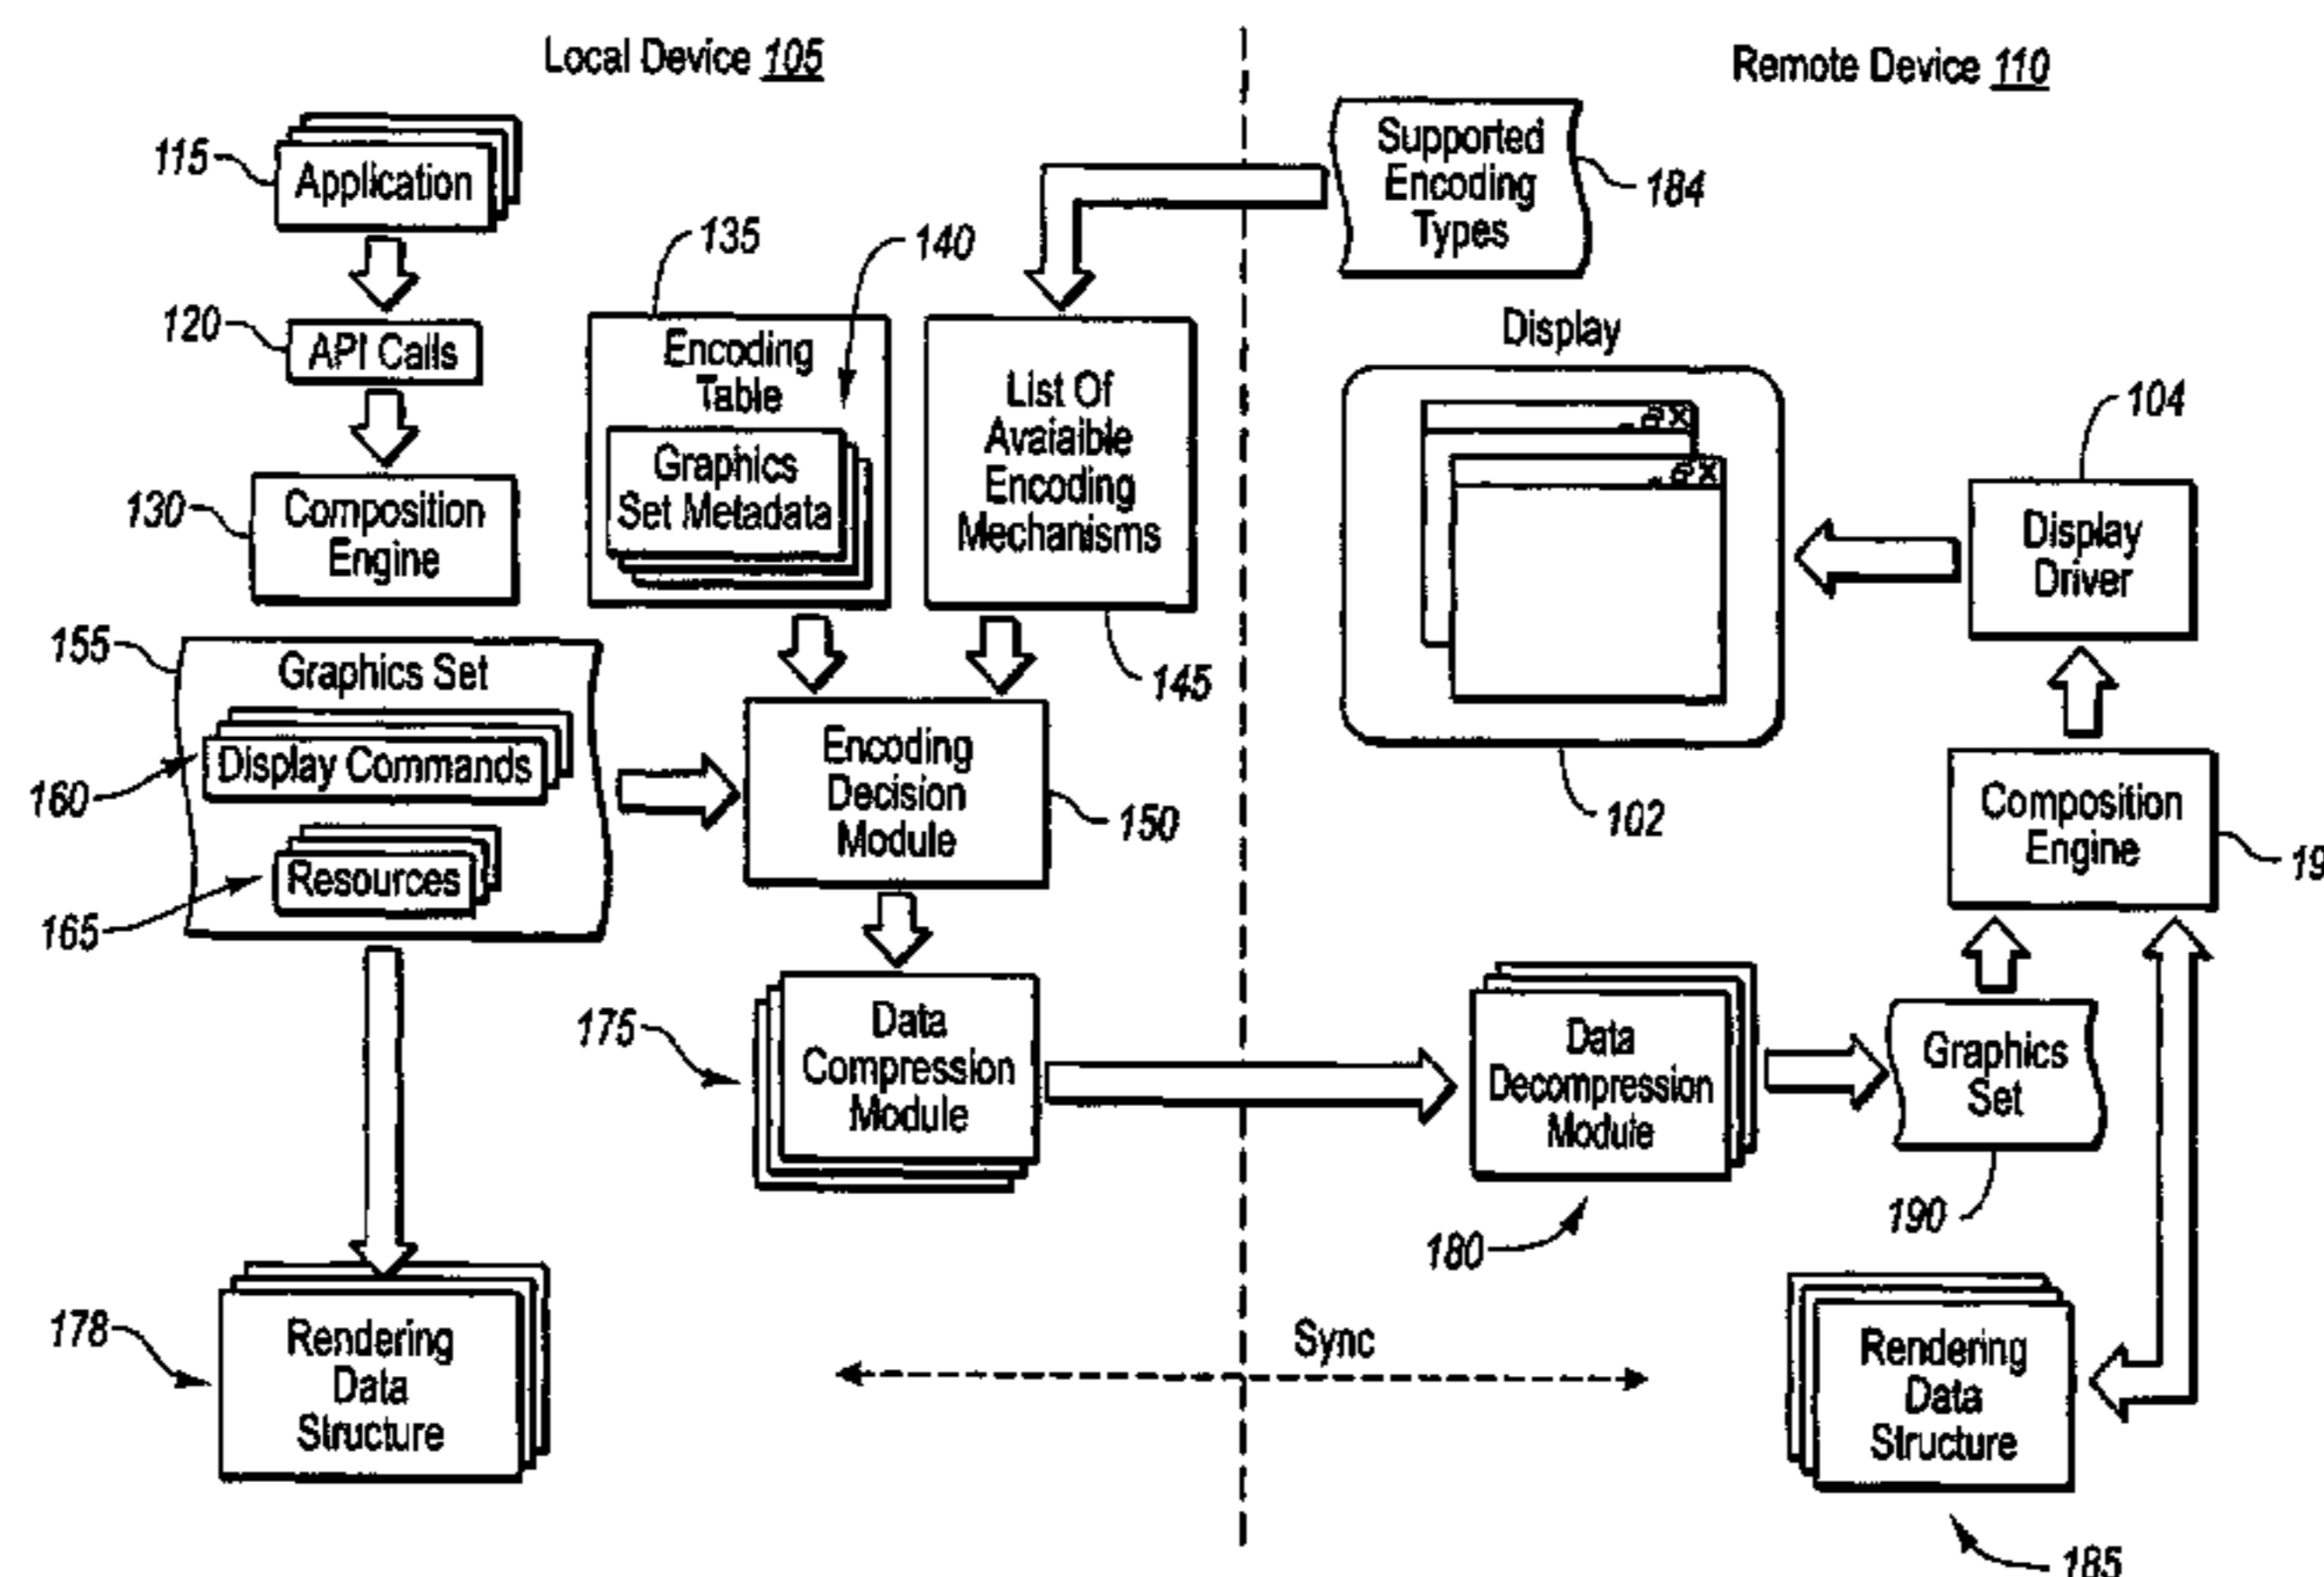 Local Device 105
Remote Device 110
115
Application
Supported
Encoding
Types
184
120
API Calls
135
140
Encoding
Table
Graphics
Set Metadata
List Of
Avaiaible
Encoding
Mechanisms
145
Display
102
104
Display
Driver
130
Composition
Engine
155
Graphics Set
160
Display Commands
165
Resources
Encoding
Decision
Module
150
Composition
Engine
19
175
Data
Compression
Module
Data
Decompression
Module
180
Graphics
Set
190
178
Rendering
Data
Structure
Sync
Rendering
Data
Structure
185